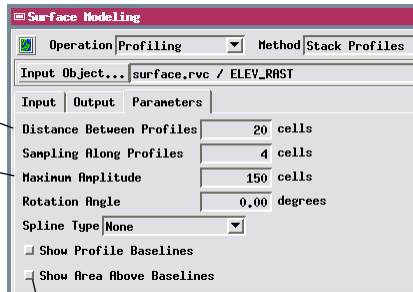 Surface Modeling
Operation Profiling Method Stack Profiles
Input Object... surface.rvc / ELEV_RAST
Input Output Parameters
Distance Between Profiles 20 cells
Sampling Along Profiles 4 cells
Maximum Amplitude 150 cells
Rotation Angle 0.00 degrees
Spline Type None
Show Profile Baselines
Show Area Above Baselines